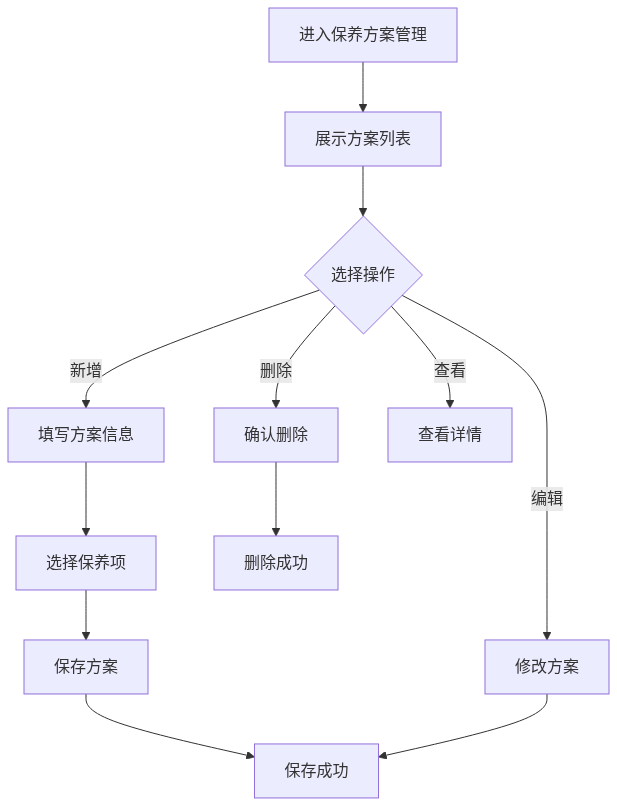 进入保养方案管理
展示方案列表
选择操作
新增
删除
查看
填写方案信息
确认删除
查看详情
编辑
选择保养项
删除成功
保存方案
修改方案
保存成功